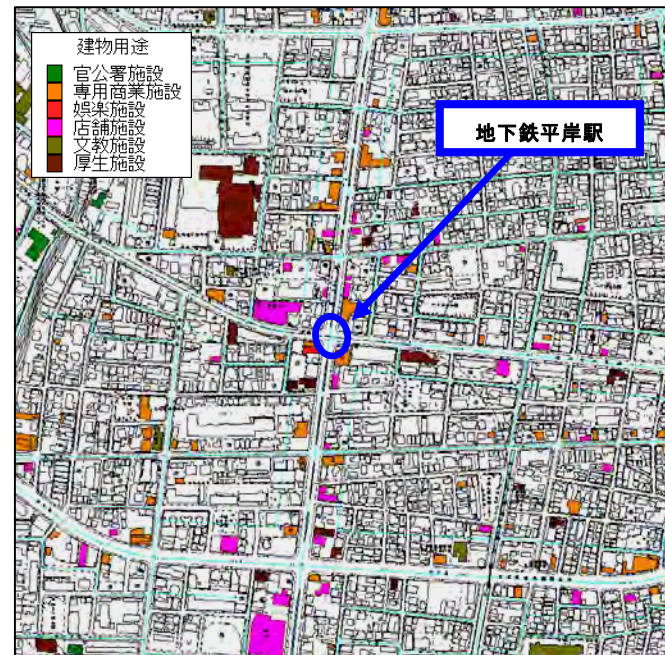 建物用途
官公署施設
専用商業施設
娯楽施設
店舗施設
文教施設
厚生施設
地下鉄平岸駅